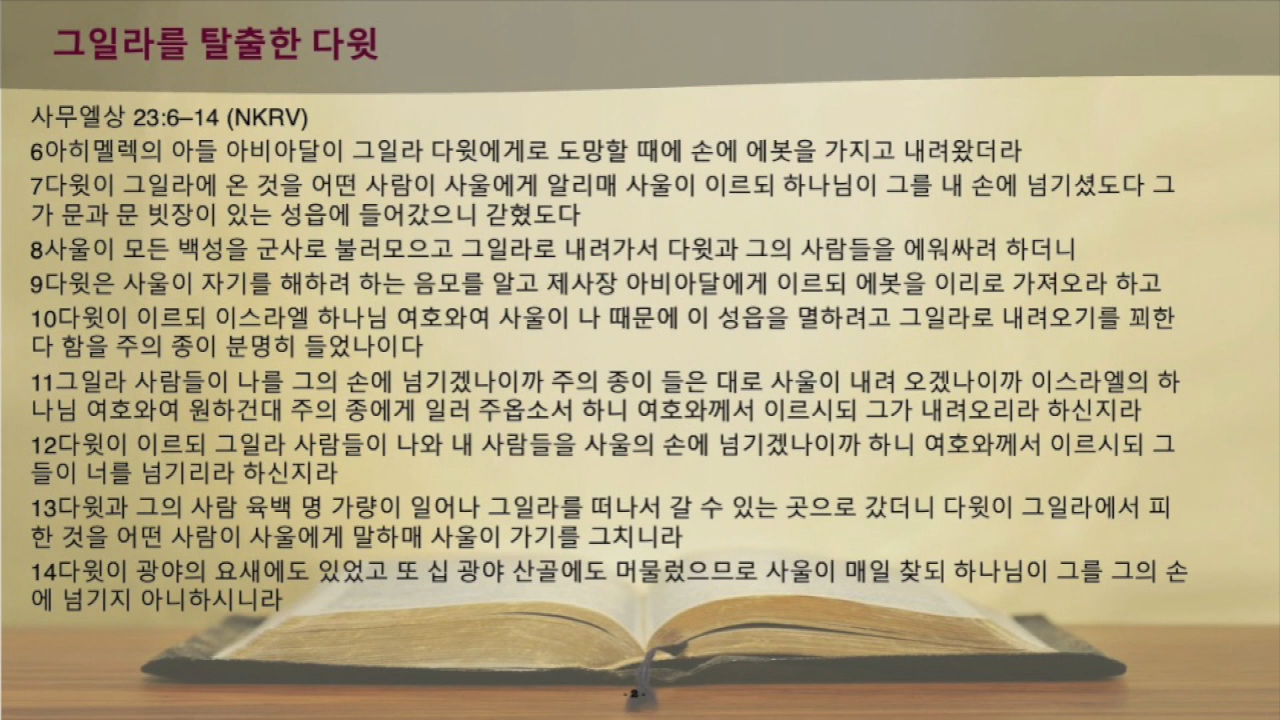 그일라를 탈출한 다윗
사무엘상 23:6–14 (NKRV)
6아히멜렉의 아들 아비아달이 그일라 다윗에게로 도망할 때에 손에 에봇을 가지고 내려왔더라
7다윗이 그일라에 온 것을 어떤 사람이 사울에게 알리매 사울이 이르되 하나님이 그를 내 손에 넘기셨도다 그
가 문과 문 빗장이 있는 성읍에 들어갔으니 갇혔도다
8사울이 모든 백성을 군사로 불러모으고 그일라로 내려가서 다윗과 그의 사람들을 에워싸려 하더니
9다윗은 사울이 자기를 해하려 하는 음모를 알고 제사장 아비아달에게 이르되 에봇을 이리로 가져오라 하고
10다윗이 이르되 이스라엘 하나님 여호와여 사울이 나 때문에 이 성읍을 멸하려고 그일라로 내려오기를 꾀한
다 함을 주의 종이 분명히 들었나이다
11그일라 사람들이 나를 그의 손에 넘기겠나이까 주의 종이 들은 대로 사울이 내려 오겠나이까 이스라엘의 하
나님 여호와여 원하건대 주의 종에게 일러 주옵소서 하니 여호와께서 이르시되 그가 내려오리라 하신지라
12다윗이 이르되 그일라 사람들이 나와 내 사람들을 사울의 손에 넘기겠나이까 하니 여호와께서 이르시되 그
들이 너를 넘기리라 하신지라
13다윗과 그의 사람 육백 명 가량이 일어나 그일라를 떠나서 갈 수 있는 곳으로 갔더니 다윗이 그일라에서 피
한 것을 어떤 사람이 사울에게 말하매 사울이 가기를 그치니라
14다윗이 광야의 요새에도 있었고 또 십 광야 산골에도 머물렀으므로 사울이 매일 찾되 하나님이 그를 그의 손
에 넘기지 아니하시니라
- 2 -